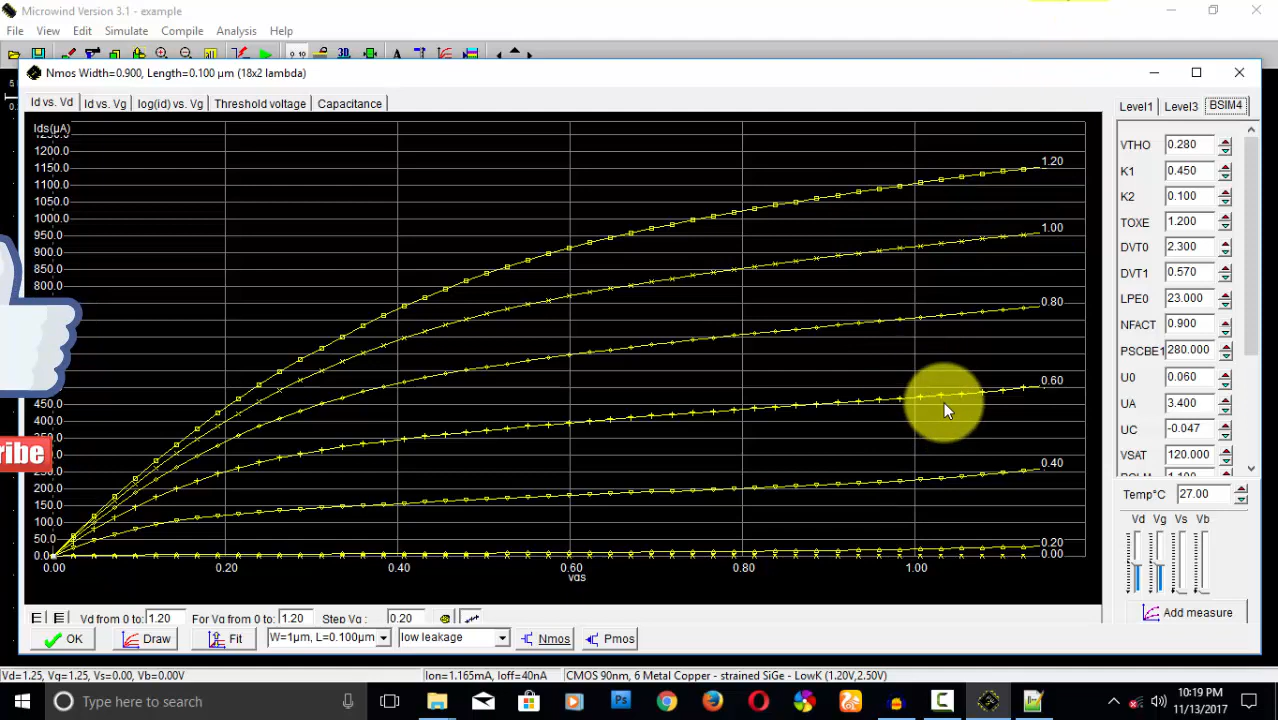 Microwind Version 3.1 - example
File View Edit Simulate Compile Analysis Help
Nmos Width=0.900, Length=0.100 µm (18x2 lambda)
Id vs. Vd Id vs. Vg log(id) vs. Vg Threshold voltage Capacitance
Level1 Level3 BSIM4
Ids(µA)
1200.0
1150.0
1100.0
1050.0
1000.0
950.0
900.0
850.0
800.0
450.0
400.0
350.0
300.0
250.0
200.0
150.0
100.0
50.0
0.0
1.20
1.00
0.80
0.60
0.40
0.20
0.00
0.00 0.20 0.40 0.60 0.80 1.00
vds
VTHO 0.280
K1 0.450
K2 0.100
TOXE 1.200
DVT0 2.300
DVT1 0.570
LPE0 23.000
NFACT 0.900
PSCBE1 280.000
U0 0.060
UA 3.400
UC -0.047
VSAT 120.000
Temp°C 27.00
Vd Vg Vs Vb
Add measure
Vd from 0 to: 1.20 For Vg from 0 to: 1.20 Step Vg: 0.20
OK Draw Fit W=1µm, L=0.100µm low leakage Nmos Pmos
ribe
Vd=1.25, Vg=1.25, Vs=0.00, Vb=0.00V Ion=1.165mA, Ioff=40nA CMOS 90nm, 6 Metal Copper - strained SiGe - LowK (1.20V,2.50V)
Type here to search
10:19 PM
11/13/2017